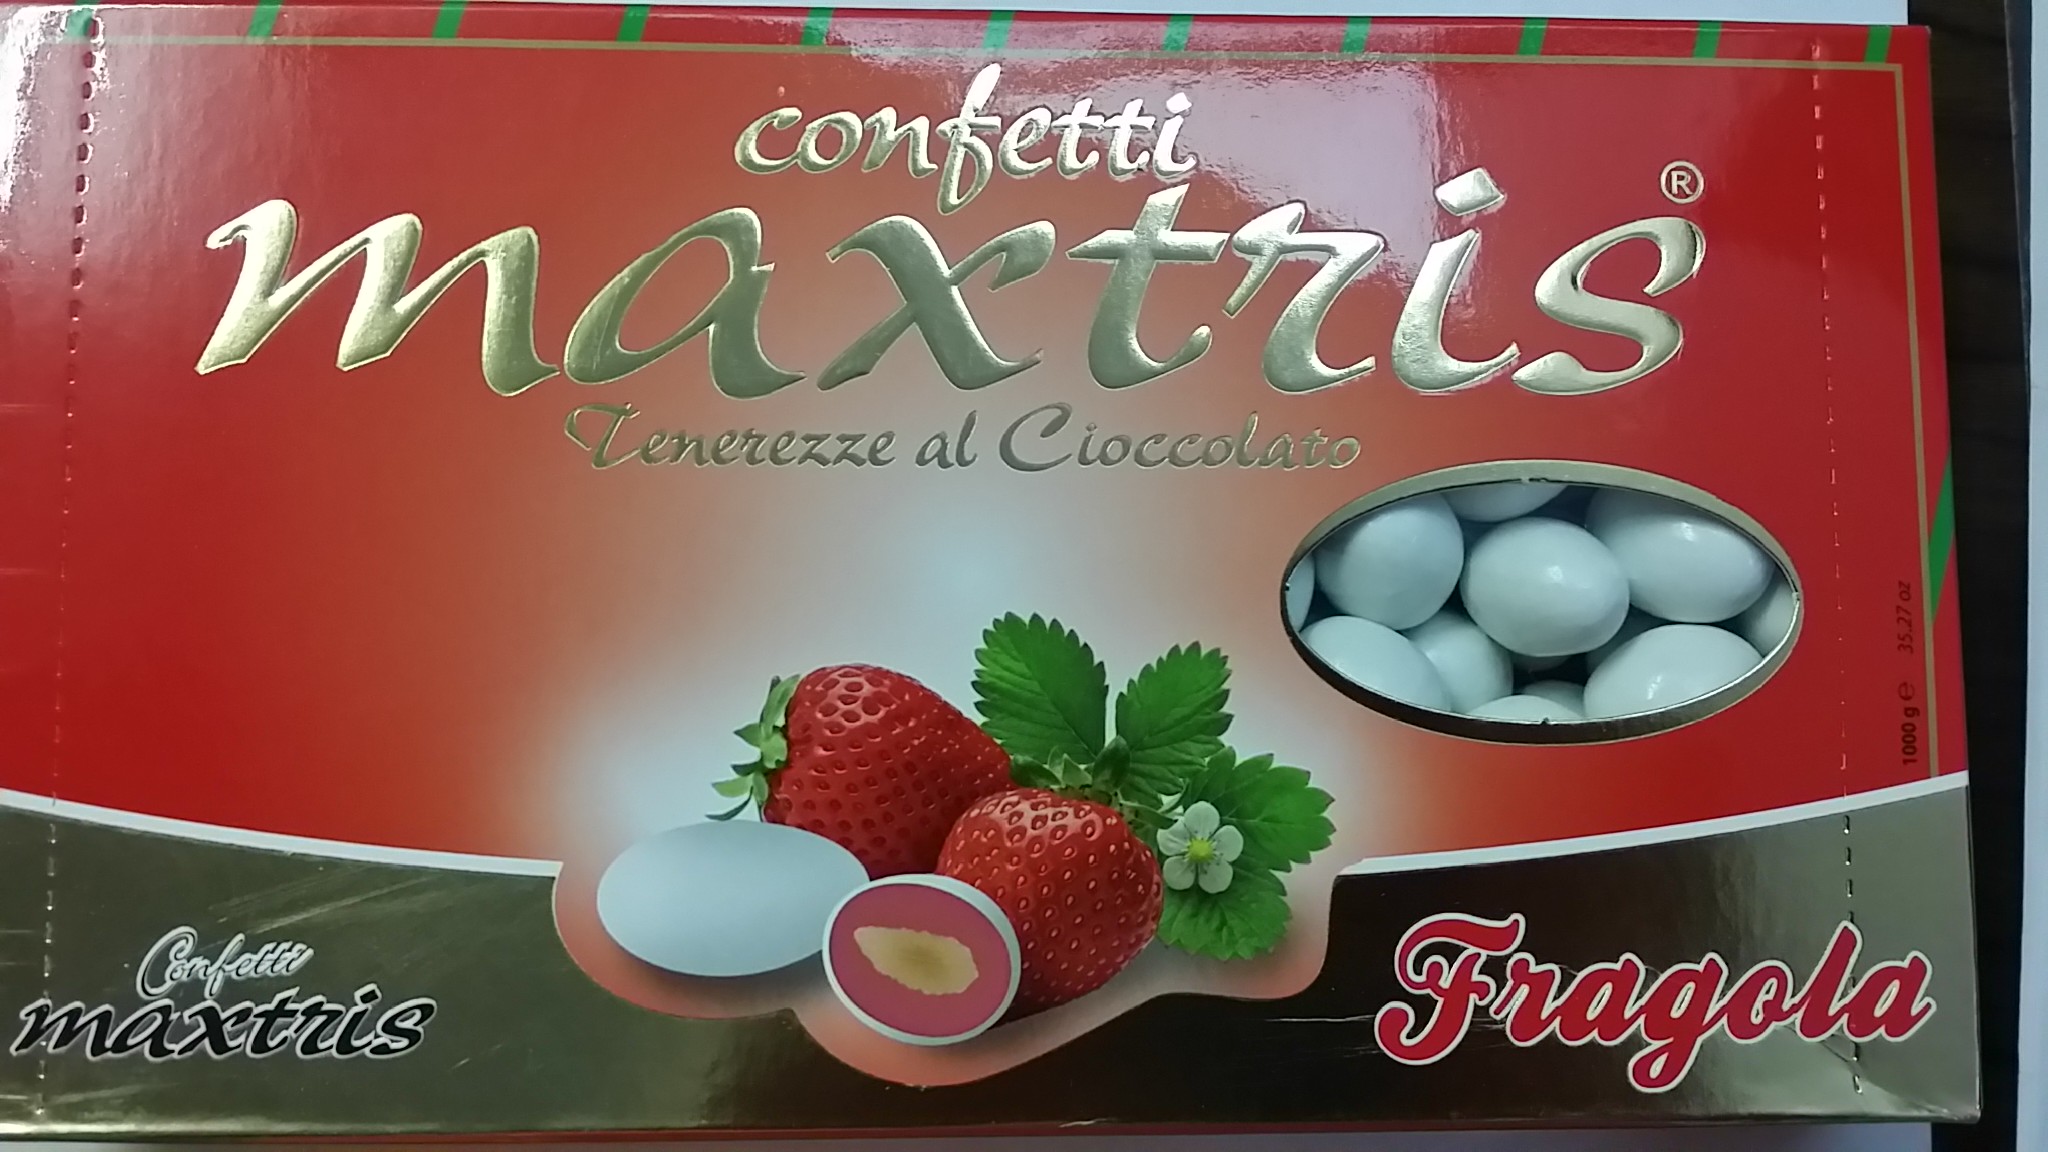 confetti
maxtris®
Tenerezze al Cioccolato
1000 g e 35.27 oz
Confetti
maxtris
Fragola